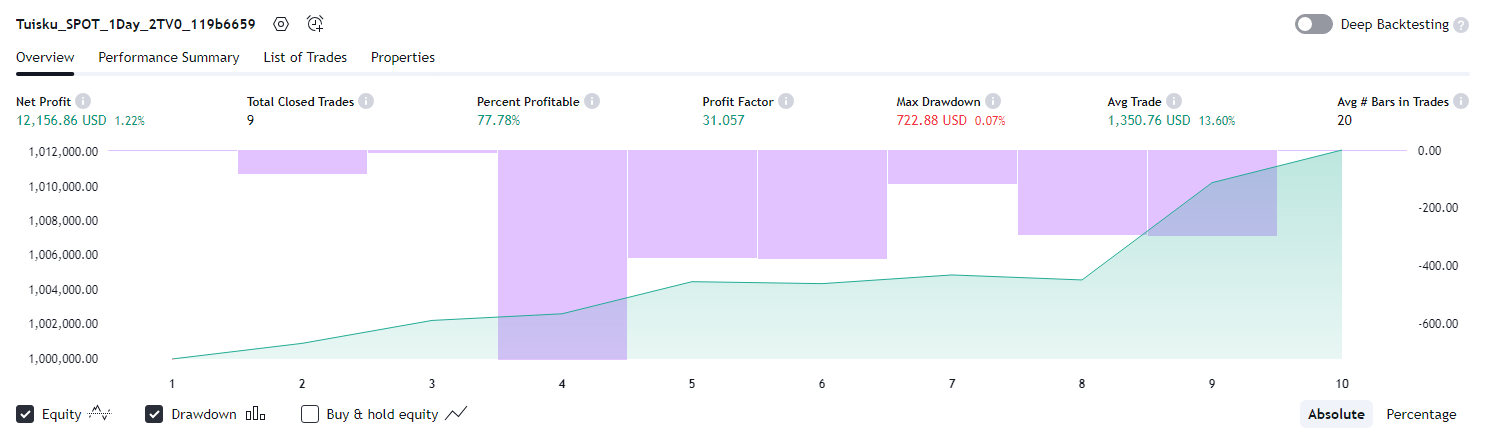 Tuisku_SPOT_1Day_2TV0_119b6659
Deep Backtesting ?
Overview Performance Summary List of Trades Properties
Net Profit Total Closed Trades Percent Profitable Profit Factor Max Drawdown Avg Trade Avg # Bars in Trades
12,156.86 USD 1.22% 9 77.78% 31.057 722.88 USD 0.07% 1,350.76 USD 13.60% 20
1,012,000.00 0.00
1,010,000.00
1,008,000.00 -200.00
1,006,000.00
-400.00
1,004,000.00
1,002,000.00 -600.00
1,000,000.00
1 2 3 4 5 6 7 8 9 10
Equity Drawdown Buy & hold equity Absolute Percentage